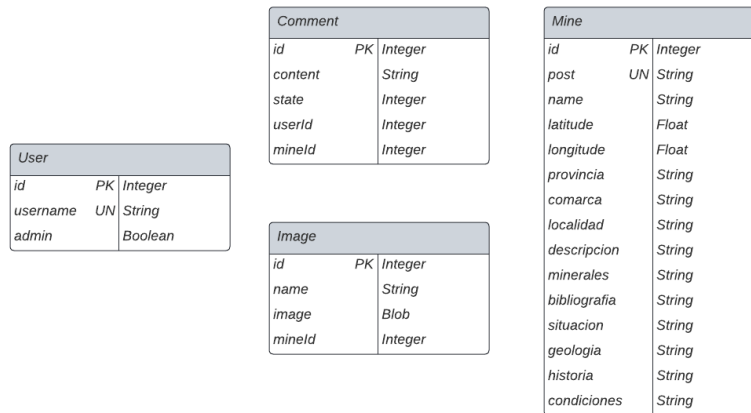 User
id PK Integer
username UN String
admin Boolean
Comment
id PK Integer
content String
state Integer
userId Integer
mineId Integer
Image
id PK Integer
name String
image Blob
mineId Integer
Mine
id PK Integer
post UN String
name String
latitude Float
longitude Float
provincia String
comarca String
localidad String
descripcion String
minerales String
bibliografia String
situacion String
geologia String
historia String
condiciones String